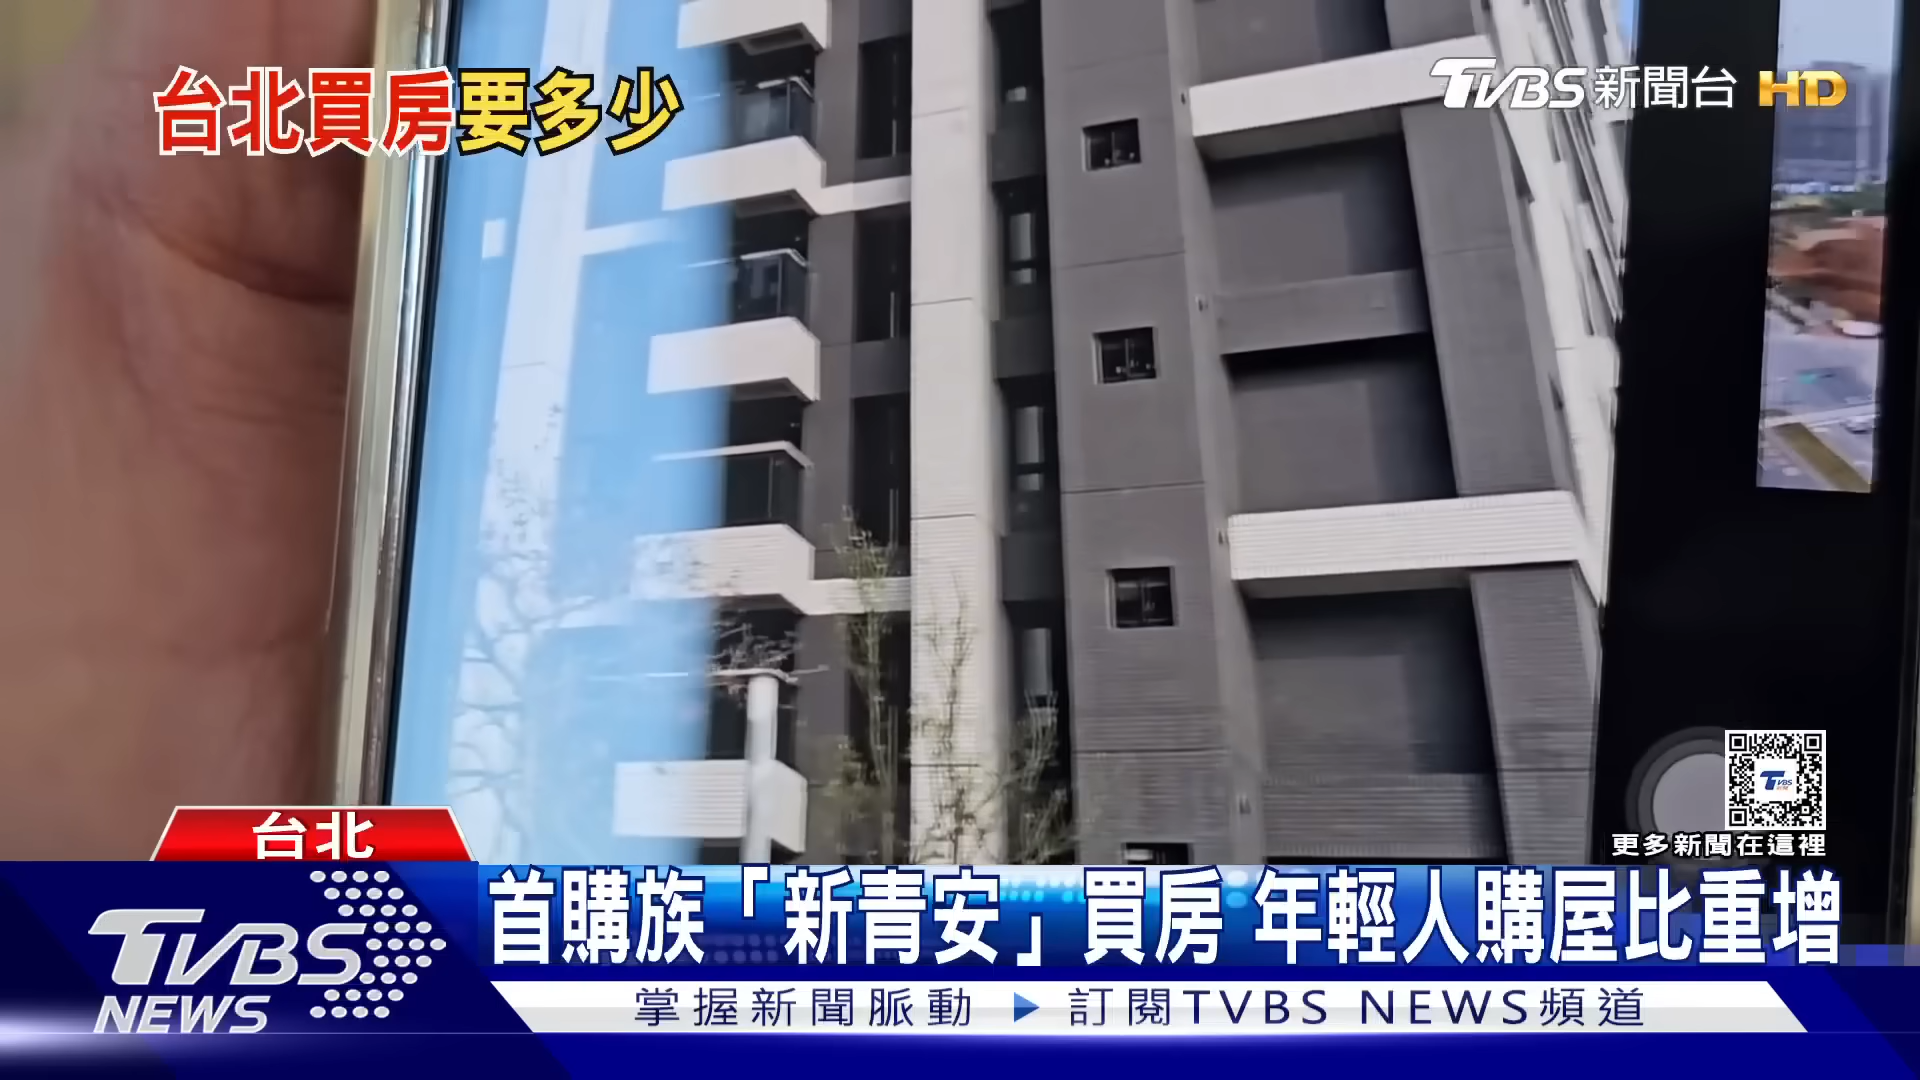 台北買房要多少
TVBS新聞台 HD
TVBS
更多新聞在這裡
台北
首購族「新青安」買房 年輕人購屋比重增
TVBS
NEWS
掌握新聞脈動 ▶ 訂閱TVBS NEWS頻道